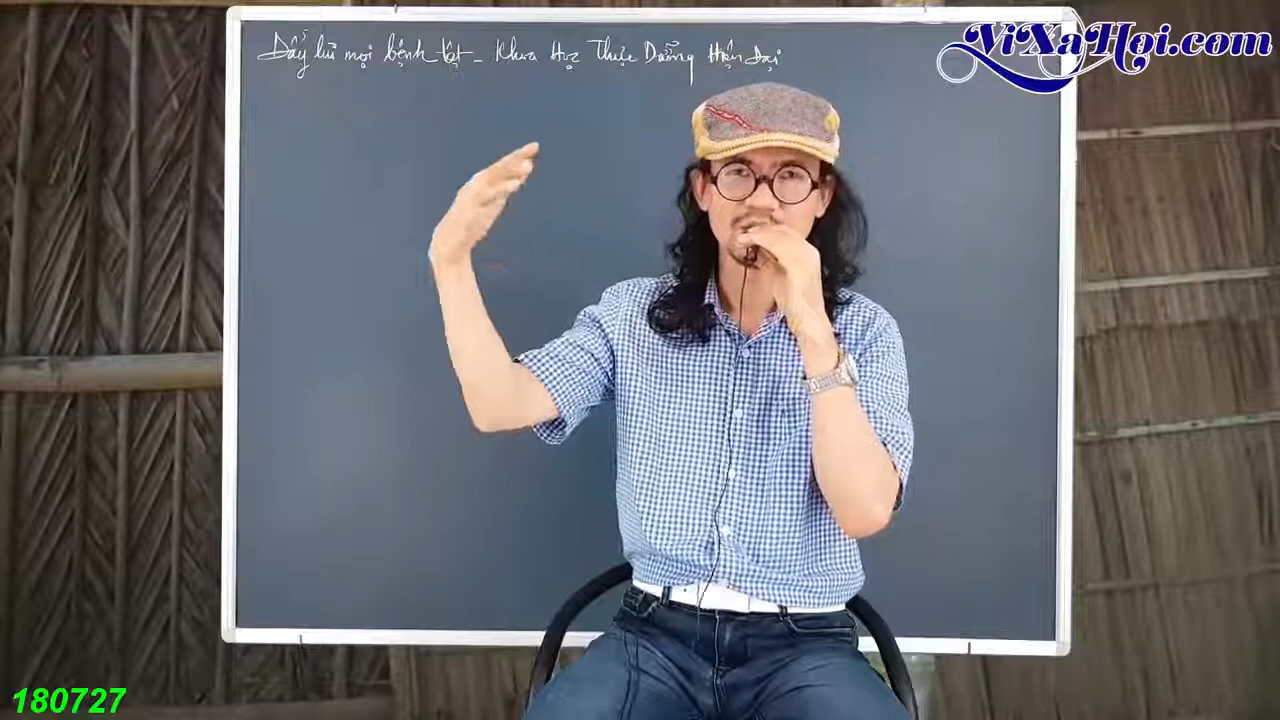 Đẩy lùi mọi bệnh tật - Khoa Học Thực Dưỡng Hiện đại
ViXaHoi.com
180727